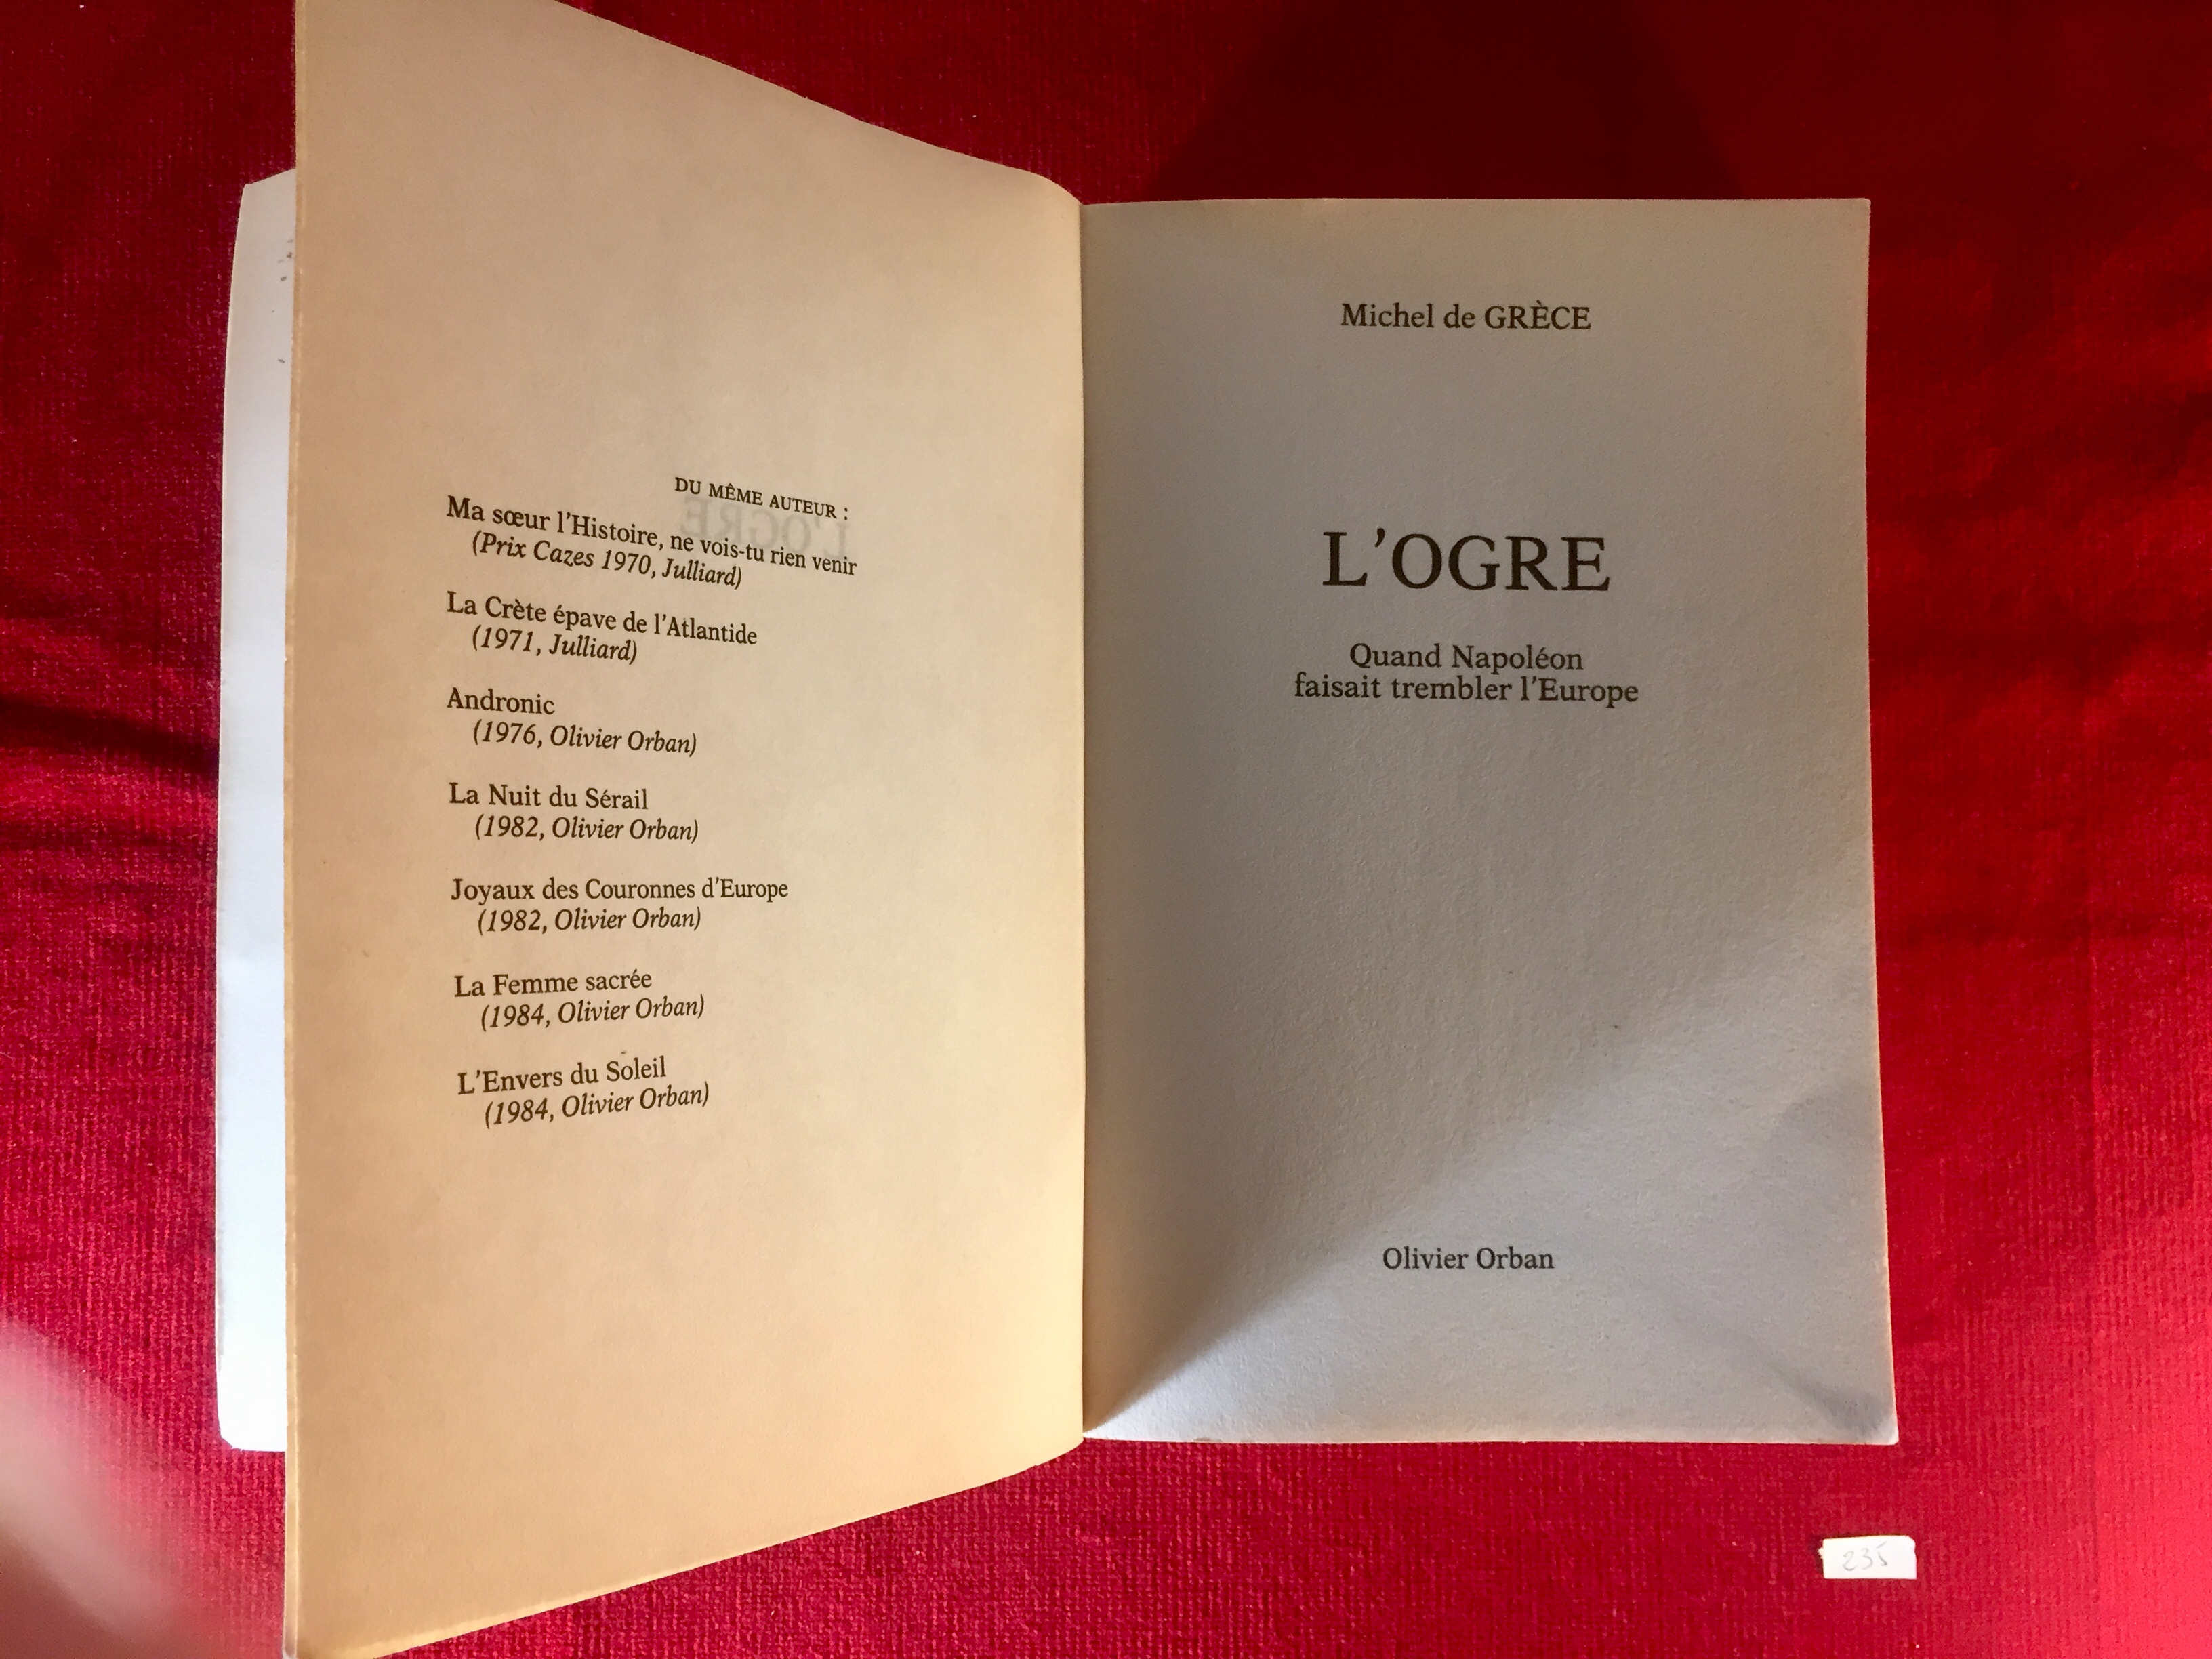 DU MÊME AUTEUR :
Ma sœur l'Histoire, ne vois-tu rien venir
(Prix Cazes 1970, Julliard)
La Crète épave de l'Atlantide
(1971, Julliard)
Andronic
(1976, Olivier Orban)
La Nuit du Sérail
(1982, Olivier Orban)
Joyaux des Couronnes d'Europe
(1982, Olivier Orban)
La Femme sacrée
(1984, Olivier Orban)
L'Envers du Soleil
(1984, Olivier Orban)
Michel de GRÈCE
L'OGRE
Quand Napoléon
faisait trembler l'Europe
Olivier Orban
235